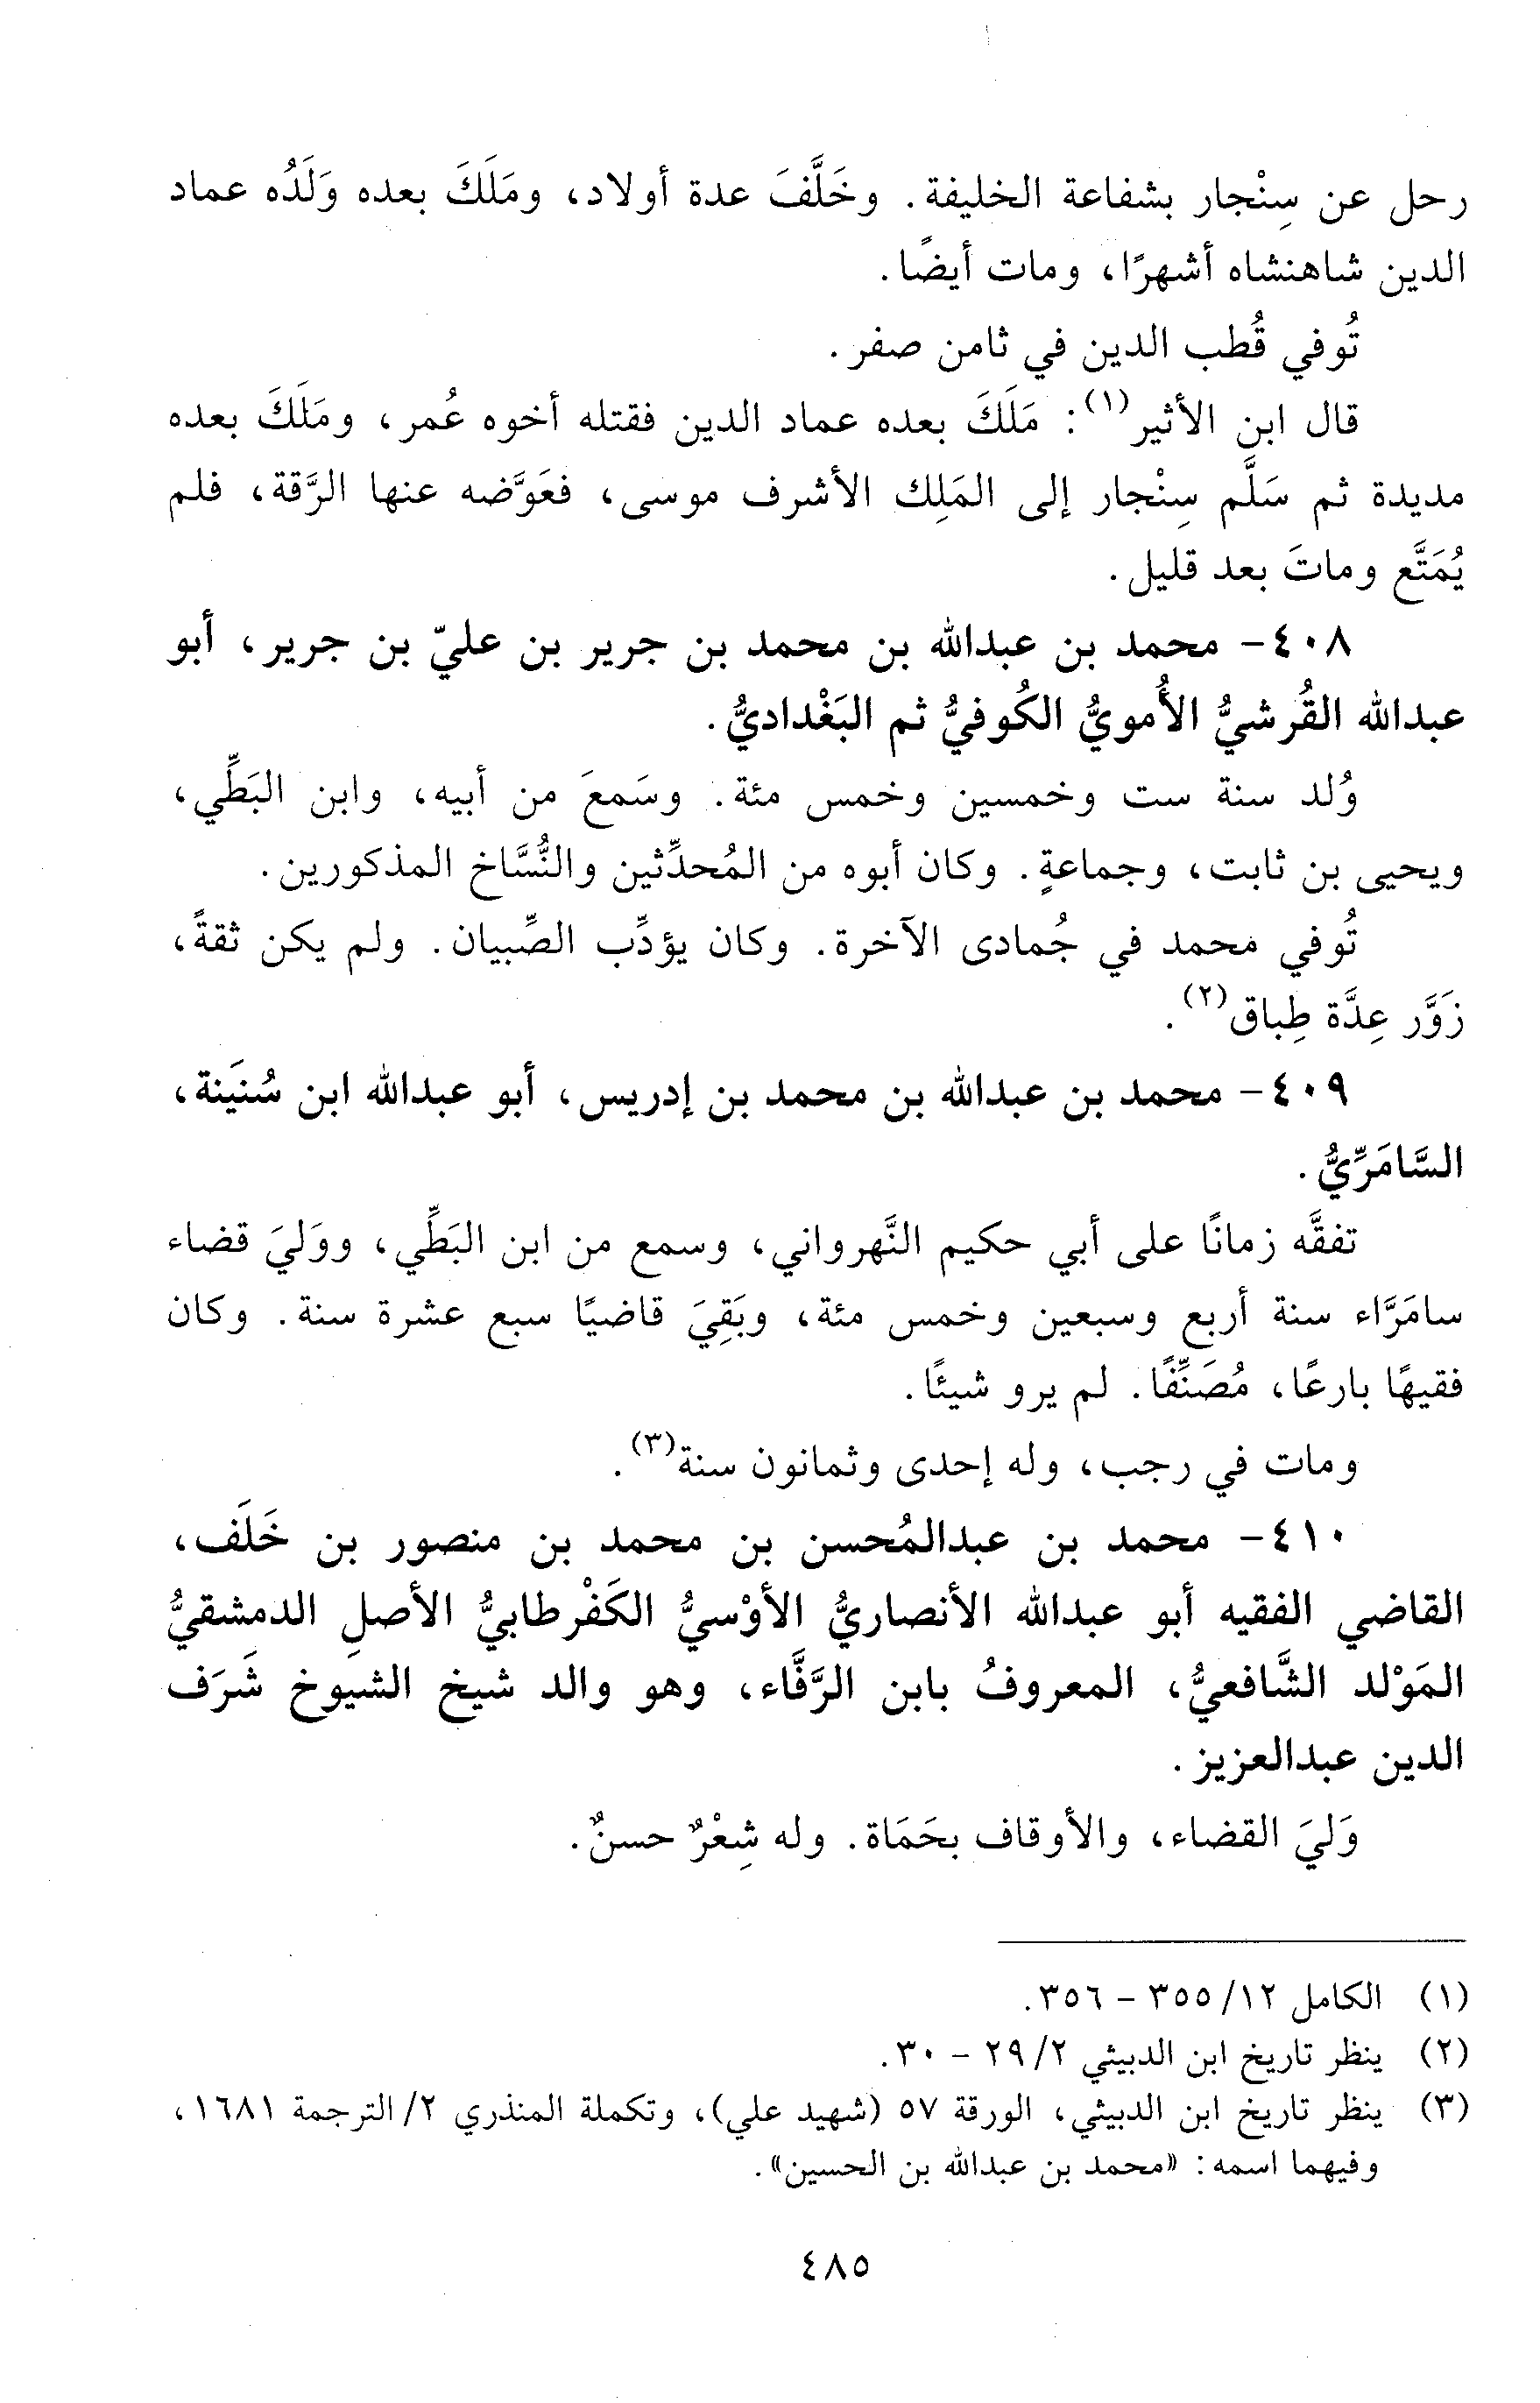 رحل عن سِنْجار بشفاعة الخليفة. وخَلَّفَ عدة أولاد، ومَلَكَ بعده وَلَدُه عماد
الدين شاهنشاه أشهرًا، ومات أيضًا.
تُوفي قُطب الدين في ثامن صفر.
قال ابن الأثير(١): مَلَكَ بعده عماد الدين فقتله أخوه عُمر، ومَلَكَ بعده
مديدة ثم سَلَّم سِنْجار إلى المَلِك الأشرف موسى، فعَوَّضه عنها الرَّقة، فلم
يُمَتَّع وماتَ بعد قليل.
٤٠٨- محمد بن عبدالله بن محمد بن جرير بن عليّ بن جرير، أبو
عبدالله القُرشيُّ الأُمويُّ الكُوفيُّ ثم البَغْداديُّ.
وُلد سنة ست وخمسين وخمس مئة. وسَمعَ من أبيه، وابن البَطِّي،
ويحيى بن ثابت، وجماعةٍ. وكان أبوه من المُحدِّثين والنُّسَّاخ المذكورين.
تُوفي محمد في جُمادى الآخرة. وكان يؤدِّب الصِّبيان. ولم يكن ثقةً،
زَوَّر عِدَّة طِباق(٢).
٤٠٩- محمد بن عبدالله بن محمد بن إدريس، أبو عبدالله ابن سُنَينة،
السَّامَرِّيُّ.
تفقَّه زمانًا على أبي حكيم النَّهرواني، وسمع من ابن البَطِّي، ووَليَ قضاء
سامَرَّاء سنة أربع وسبعين وخمس مئة، وبَقِيَ قاضيًا سبع عشرة سنة. وكان
فقيهًا بارعًا، مُصَنِّفًا. لم يرو شيئًا.
ومات في رجب، وله إحدى وثمانون سنة(٣).
٤١٠- محمد بن عبدالمُحسن بن محمد بن منصور بن خَلَف،
القاضي الفقيه أبو عبدالله الأنصاريُّ الأوْسيُّ الكَفْرطابيُّ الأصلِ الدمشقيُّ
المَوْلد الشَّافعيُّ، المعروفُ بابن الرَّفَّاء، وهو والد شيخ الشيوخ شَرَف
الدين عبدالعزيز.
وَليَ القضاء، والأوقاف بحَمَاة. وله شِعْرٌ حسنٌ.
(١) الكامل ١٢/ ٣٥٥ - ٣٥٦.
(٢) ينظر تاريخ ابن الدبيثي ٢/ ٢٩ - ٣٠.
(٣) ينظر تاريخ ابن الدبيثي، الورقة ٥٧ (شهيد علي)، وتكملة المنذري ٢/ الترجمة ١٦٨١،
وفيهما اسمه: «محمد بن عبدالله بن الحسين».
٤٨٥